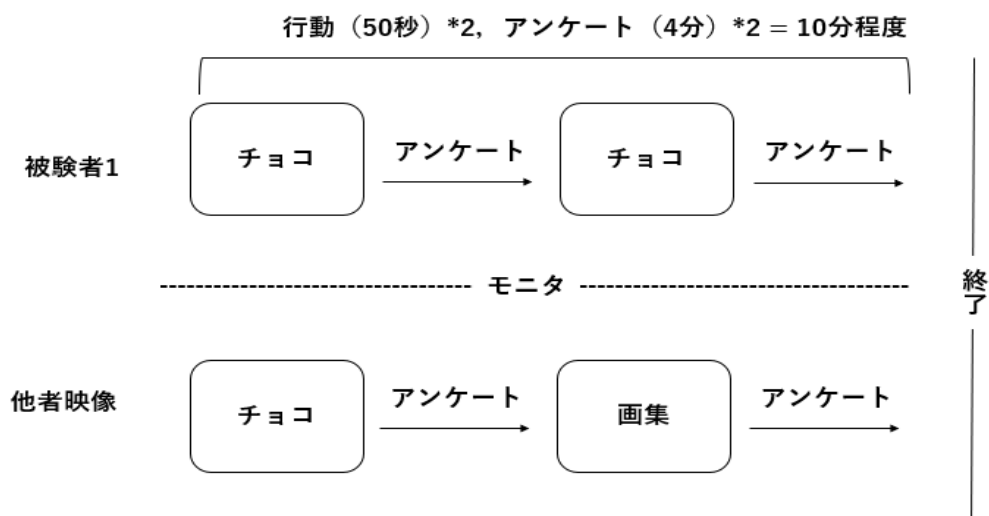 行動（50�）*2, アンケート（4分）*2 = 10分程度
被験者1
チョコ
アンケート
チョコ
アンケート
モニタ
終了
他者映像
チョコ
アンケート
画集
アンケート